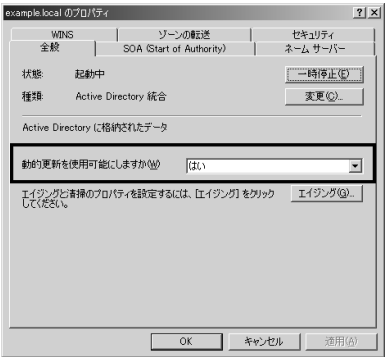 example.local のプロパティ
? ×
WINS ゾーンの転送 セキュリティ
全般 SOA (Start of Authority) ネーム サーバー
状態: 起動中 一時停止(E)
種類: Active Directory 統合 変更(C)...
Active Directory に格納されたデータ
動的更新を使用可能にしますか(W) はい
エイジングと清掃のプロパティを設定するには、[エイジング] をクリック
してください。
エイジング(G)...
OK キャンセル 適用(A)